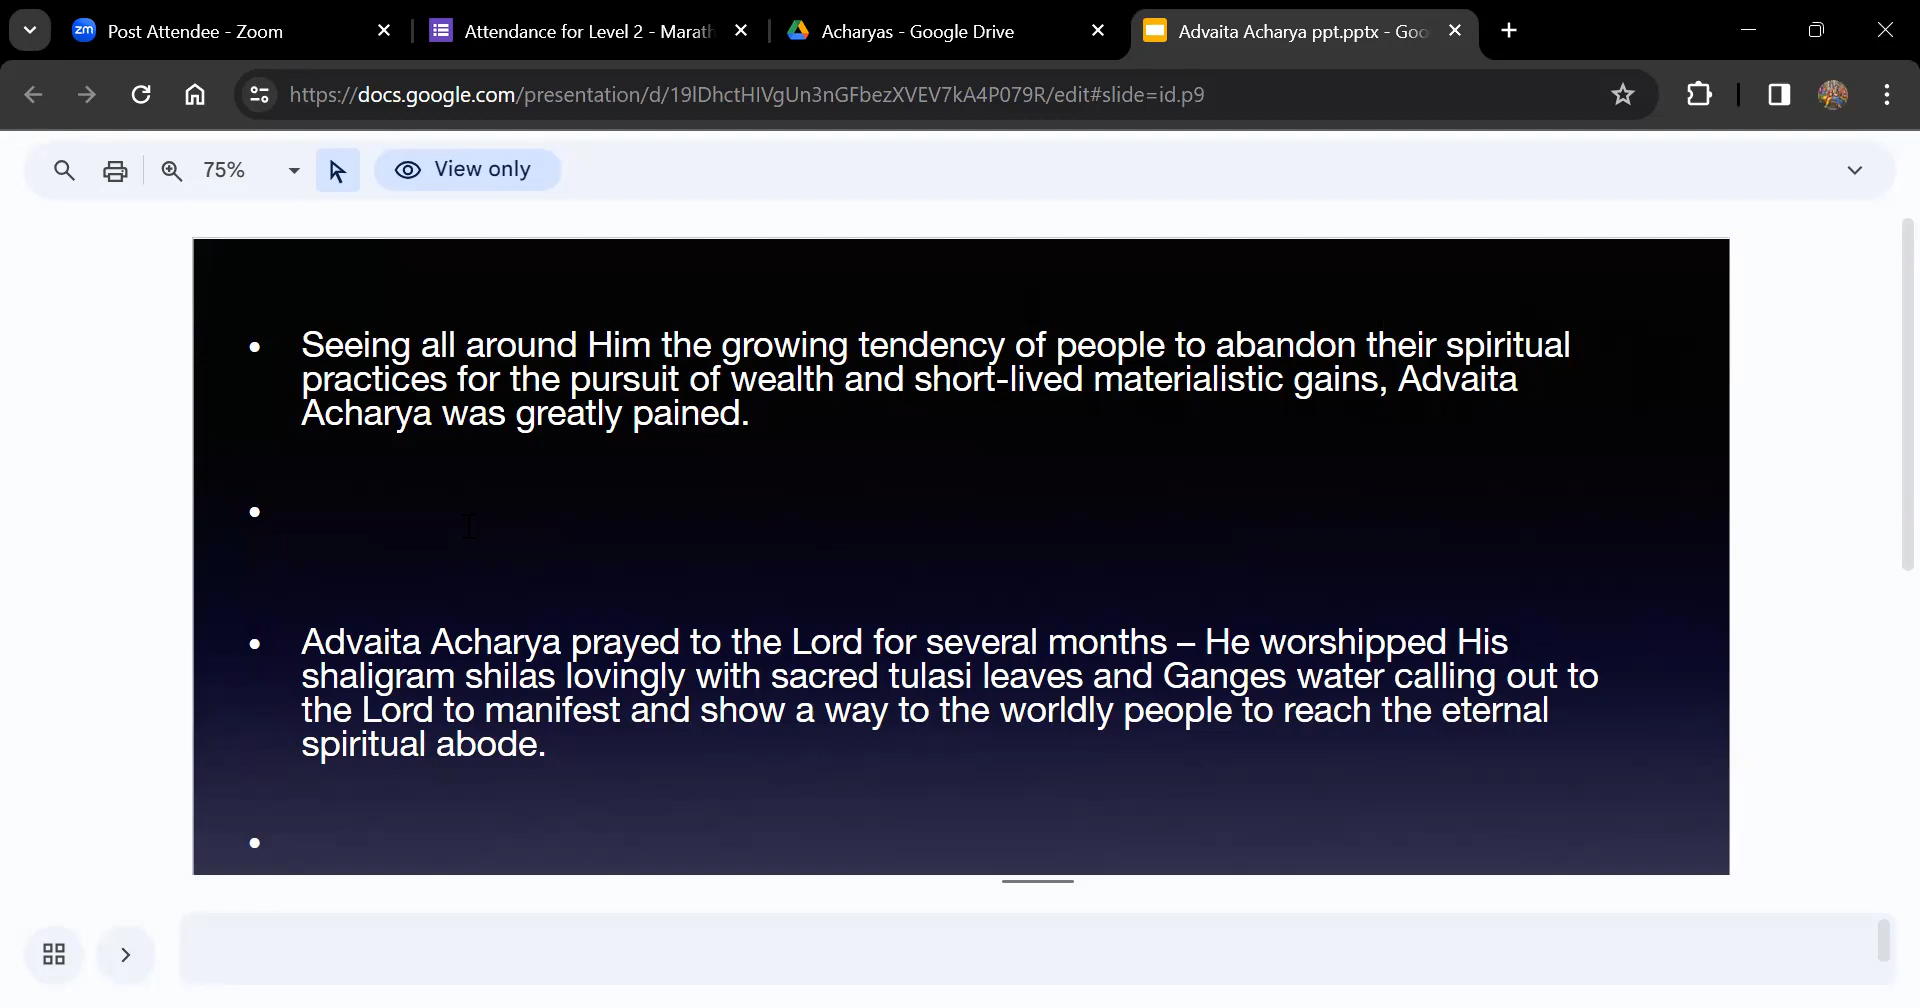 Post Attendee - Zoom
Attendance for Level 2 - Marath
Acharyas - Google Drive
Advaita Acharya ppt.pptx - Goo
https://docs.google.com/presentation/d/19IDhctHIVgUn3nGFbezXVEV7kA4P079R/edit#slide=id.p9
75%
View only
• Seeing all around Him the growing tendency of people to abandon their spiritual
practices for the pursuit of wealth and short-lived materialistic gains, Advaita
Acharya was greatly pained.
•
• Advaita Acharya prayed to the Lord for several months – He worshipped His
shaligram shilas lovingly with sacred tulasi leaves and Ganges water calling out to
the Lord to manifest and show a way to the worldly people to reach the eternal
spiritual abode.
•